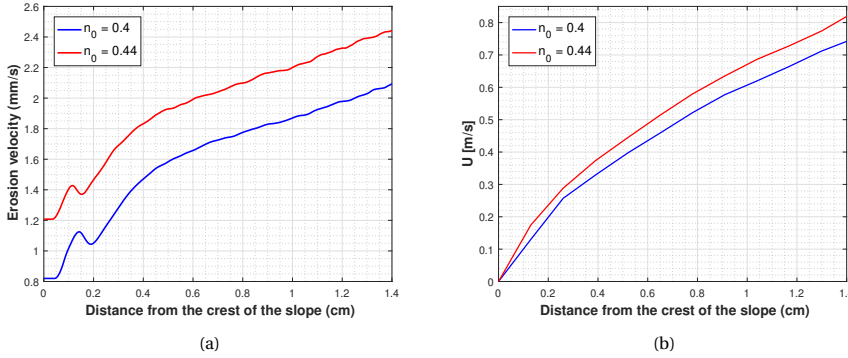 2.6
2.4
2.2
2
1.8
1.6
1.4
1.2
1
0.8
Erosion velocity (mm/s)
n0 = 0.4
n0 = 0.44
0 0.2 0.4 0.6 0.8 1 1.2 1.4
Distance from the crest of the slope (cm)
(a)
0.8
0.7
0.6
0.5
0.4
0.3
0.2
0.1
0
U [m/s]
n0 = 0.4
n0 = 0.44
0 0.2 0.4 0.6 0.8 1 1.2 1.4
Distance from the crest of the slope (cm)
(b)